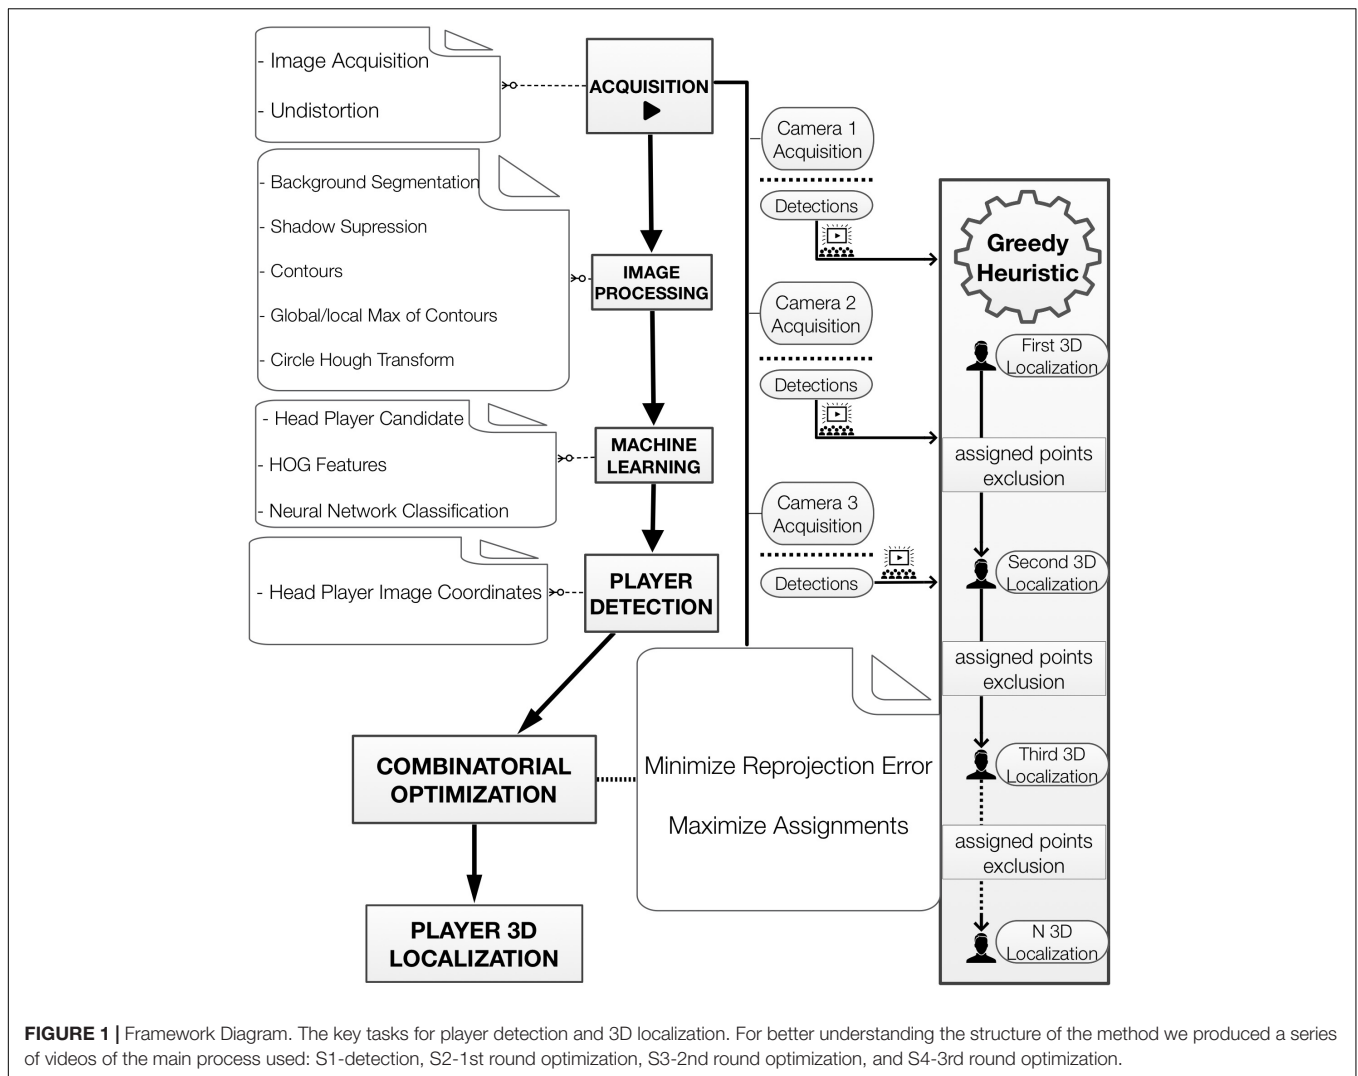 - Image Acquisition
- Undistortion
ACQUISITION
- Background Segmentation
- Shadow Supression
- Contours
- Global/local Max of Contours
- Circle Hough Transform
IMAGE
PROCESSING
- Head Player Candidate
- HOG Features
- Neural Network Classification
MACHINE
LEARNING
- Head Player Image Coordinates
PLAYER
DETECTION
COMBINATORIAL
OPTIMIZATION
Minimize Reprojection Error
Maximize Assignments
PLAYER 3D
LOCALIZATION
Camera 1
Acquisition
Detections
Camera 2
Acquisition
Detections
Camera 3
Acquisition
Detections
Greedy
Heuristic
First 3D
Localization
assigned points
exclusion
Second 3D
Localization
assigned points
exclusion
Third 3D
Localization
assigned points
exclusion
N 3D
Localization
FIGURE 1 | Framework Diagram. The key tasks for player detection and 3D localization. For better understanding the structure of the method we produced a series
of videos of the main process used: S1-detection, S2-1st round optimization, S3-2nd round optimization, and S4-3rd round optimization.